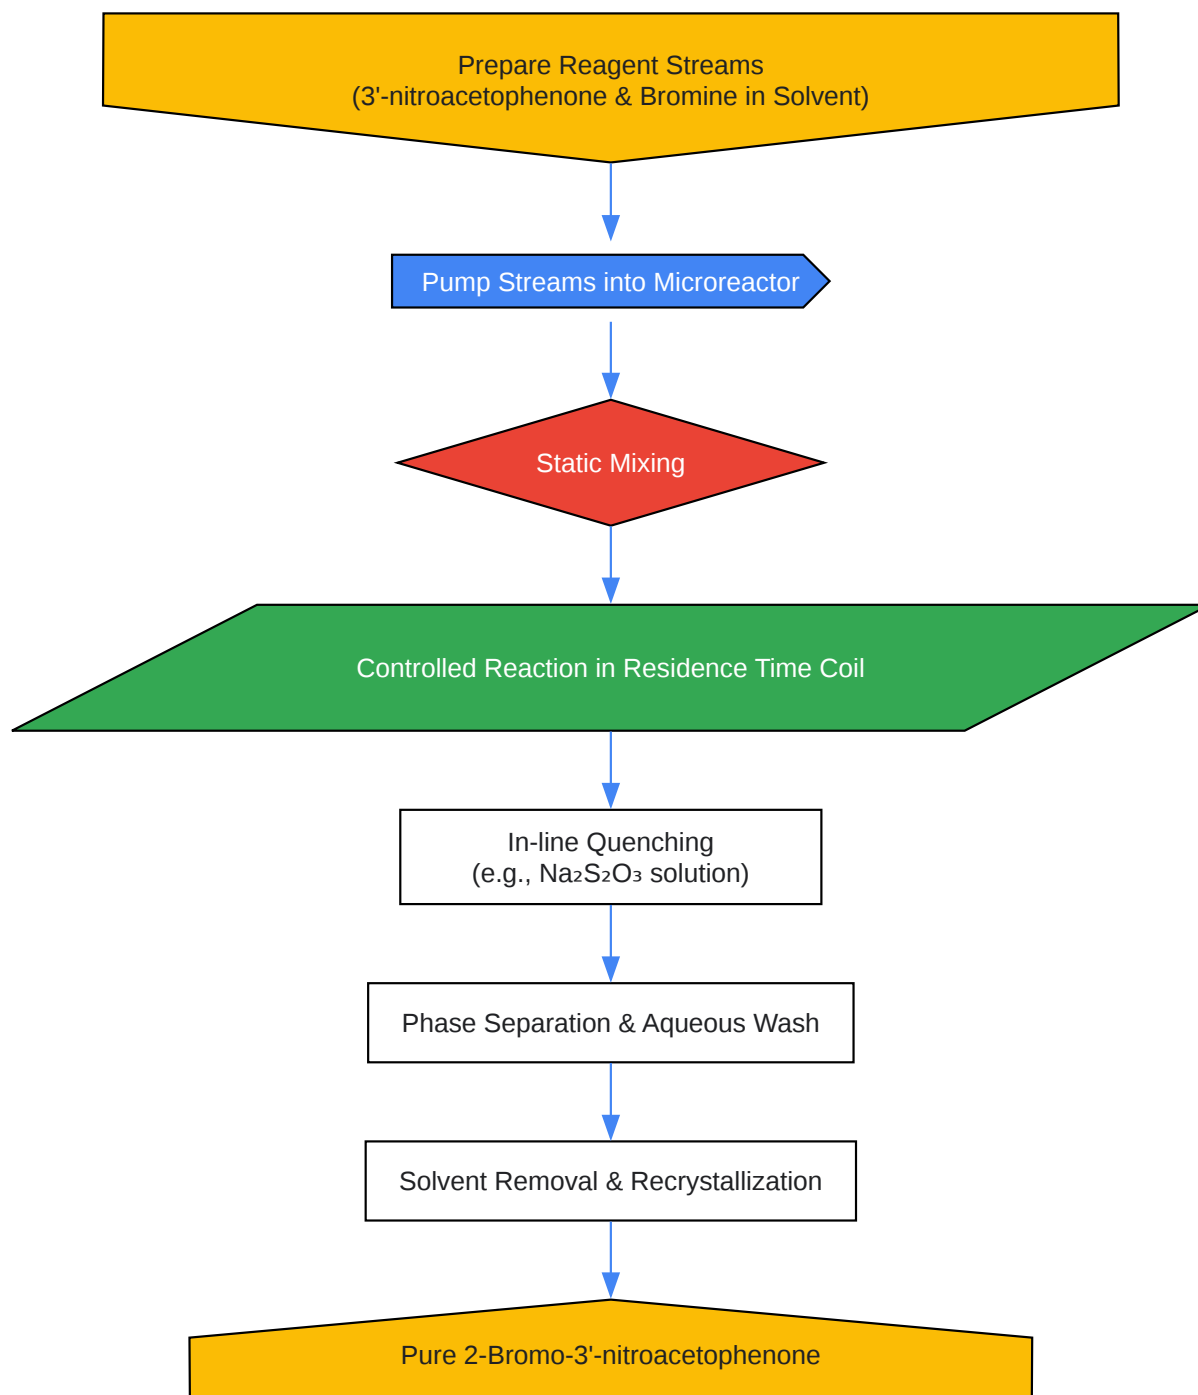 Prepare Reagent Streams
(3'-nitroacetophenone & Bromine in Solvent)
Pump Streams into Microreactor
Static Mixing
Controlled Reaction in Residence Time Coil
In-line Quenching
(e.g., Na₂S₂O₃ solution)
Phase Separation & Aqueous Wash
Solvent Removal & Recrystallization
Pure 2-Bromo-3'-nitroacetophenone